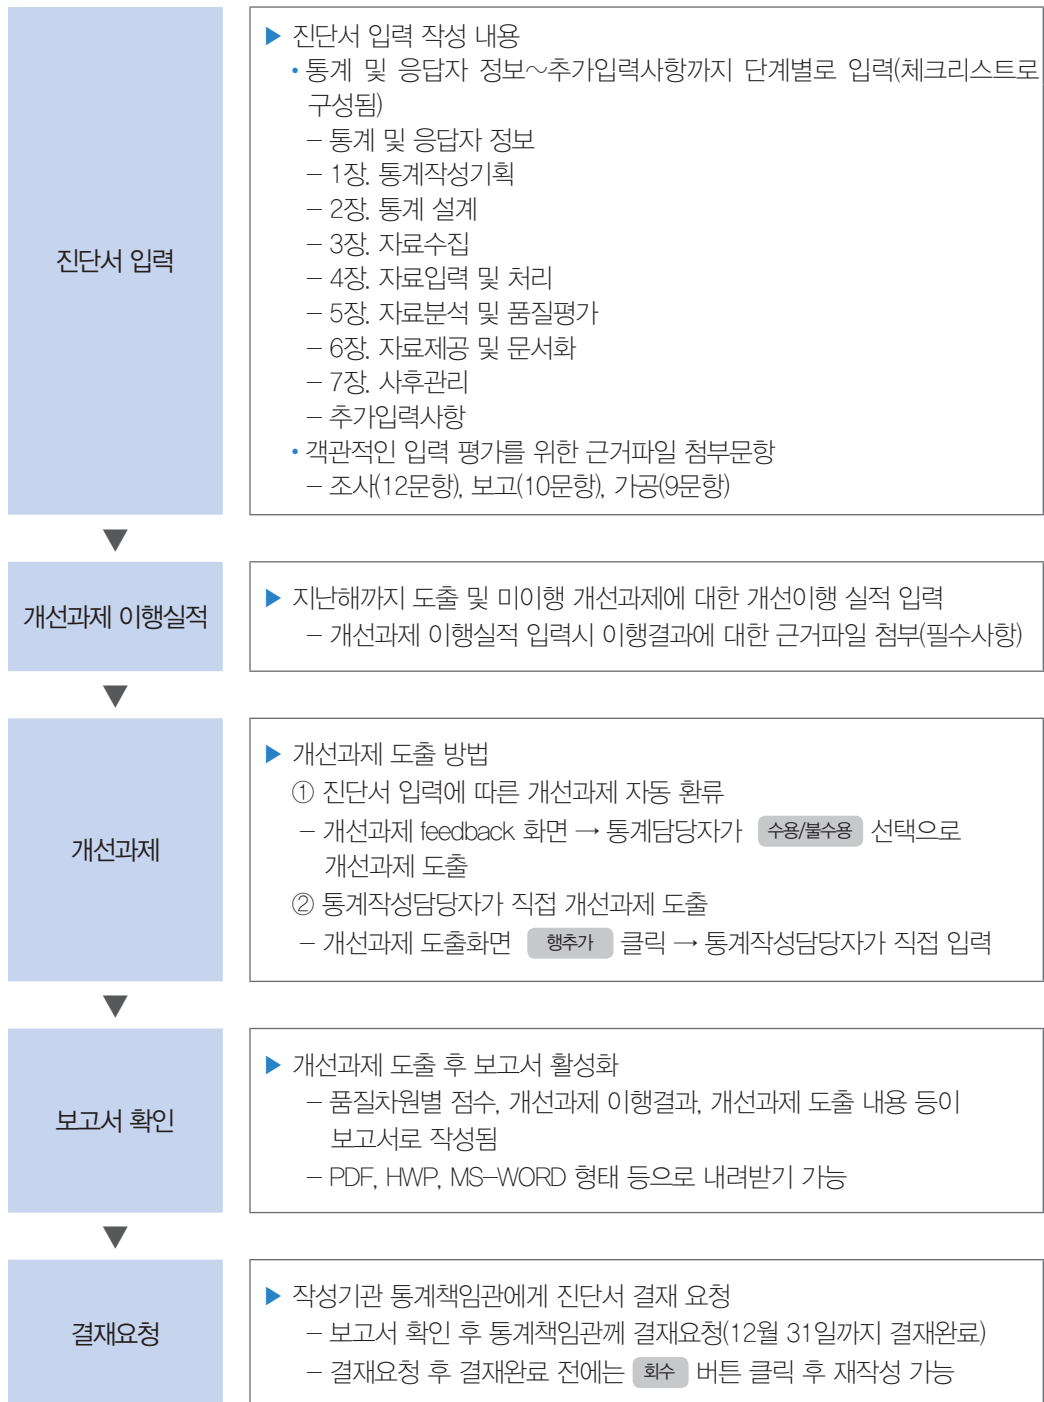 진단서 입력
▶ 진단서 입력 작성 내용
• 통계 및 응답자 정보~추가입력사항까지 단계별로 입력(체크리스트로
구성됨)
– 통계 및 응답자 정보
– 1장. 통계작성기획
– 2장. 통계 설계
– 3장. 자료수집
– 4장. 자료입력 및 처리
– 5장. 자료분석 및 품질평가
– 6장. 자료제공 및 문서화
– 7장. 사후관리
– 추가입력사항
• 객관적인 입력 평가를 위한 근거파일 첨부문항
– 조사(12문항), 보고(10문항), 가공(9문항)
▼
개선과제 이행실적
▶ 지난해까지 도출 및 미이행 개선과제에 대한 개선이행 실적 입력
– 개선과제 이행실적 입력시 이행결과에 대한 근거파일 첨부(필수사항)
▼
개선과제
▶ 개선과제 도출 방법
① 진단서 입력에 따른 개선과제 자동 환류
– 개선과제 feedback 화면 → 통계담당자가 수용/불수용 선택으로
개선과제 도출
② 통계작성담당자가 직접 개선과제 도출
– 개선과제 도출화면 행추가 클릭 → 통계작성담당자가 직접 입력
▼
보고서 확인
▶ 개선과제 도출 후 보고서 활성화
– 품질차원별 점수, 개선과제 이행결과, 개선과제 도출 내용 등이
보고서로 작성됨
– PDF, HWP, MS-WORD 형태 등으로 내려받기 가능
▼
결재요청
▶ 작성기관 통계책임관에게 진단서 결재 요청
– 보고서 확인 후 통계책임관께 결재요청(12월 31일까지 결재완료)
– 결재요청 후 결재완료 전에는 회수 버튼 클릭 후 재작성 가능